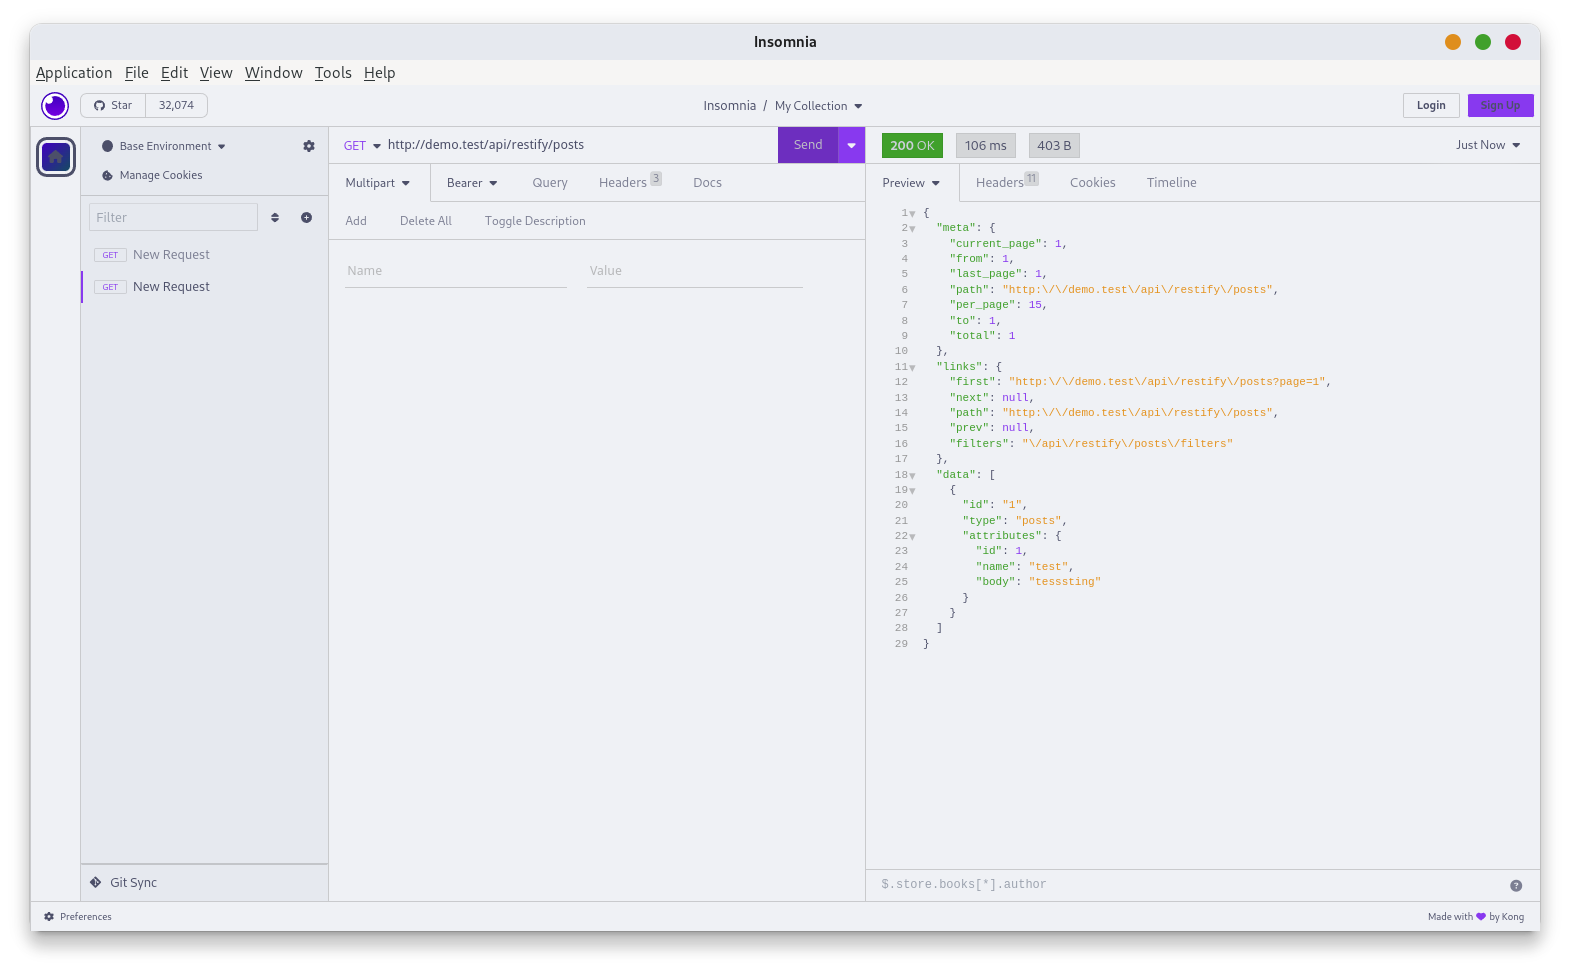 Insomnia
Application File Edit View Window Tools Help
Star 32,074
Insomnia / My Collection
Login Sign Up
Base Environment
Manage Cookies
Filter
GET New Request
GET New Request
Git Sync
GET http://demo.test/api/restify/posts Send
Multipart Bearer Query Headers 3 Docs
Add Delete All Toggle Description
Name Value
200 OK 106 ms 403 B Just Now
Preview Headers 11 Cookies Timeline
1 {
2 "meta": {
3 "current_page": 1,
4 "from": 1,
5 "last_page": 1,
6 "path": "http:\/\/demo.test\/api\/restify\/posts",
7 "per_page": 15,
8 "to": 1,
9 "total": 1
10 },
11 "links": {
12 "first": "http:\/\/demo.test\/api\/restify\/posts?page=1",
13 "next": null,
14 "path": "http:\/\/demo.test\/api\/restify\/posts",
15 "prev": null,
16 "filters": "\/api\/restify\/posts\/filters"
17 },
18 "data": [
19 {
20 "id": "1",
21 "type": "posts",
22 "attributes": {
23 "id": 1,
24 "name": "test",
25 "body": "tesssting"
26 }
27 }
28 ]
29 }
$.store.books[*].author
Preferences
Made with by Kong